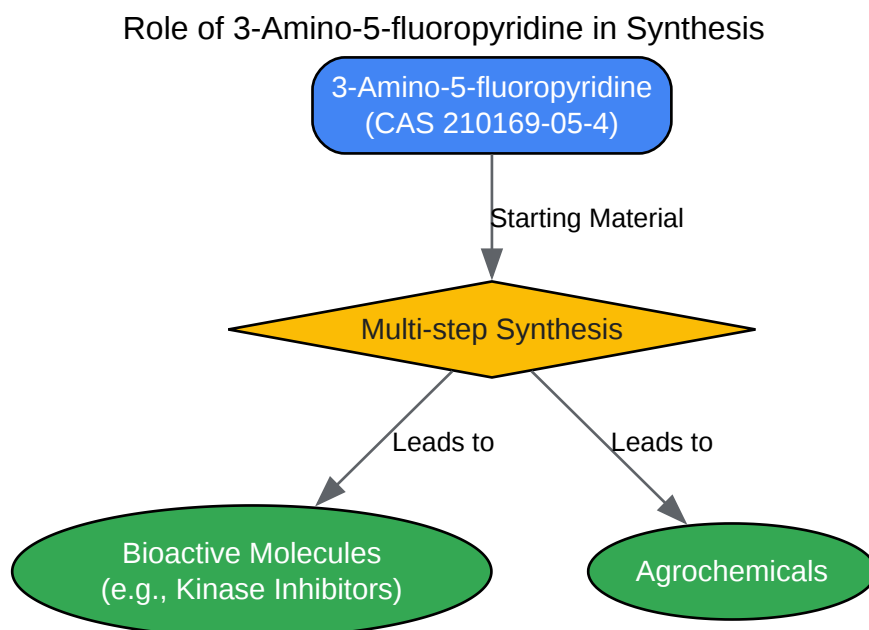 Role of 3-Amino-5-fluoropyridine in Synthesis
3-Amino-5-fluoropyridine
(CAS 210169-05-4)
Starting Material
Multi-step Synthesis
Leads to
Leads to
Bioactive Molecules
(e.g., Kinase Inhibitors)
Agrochemicals